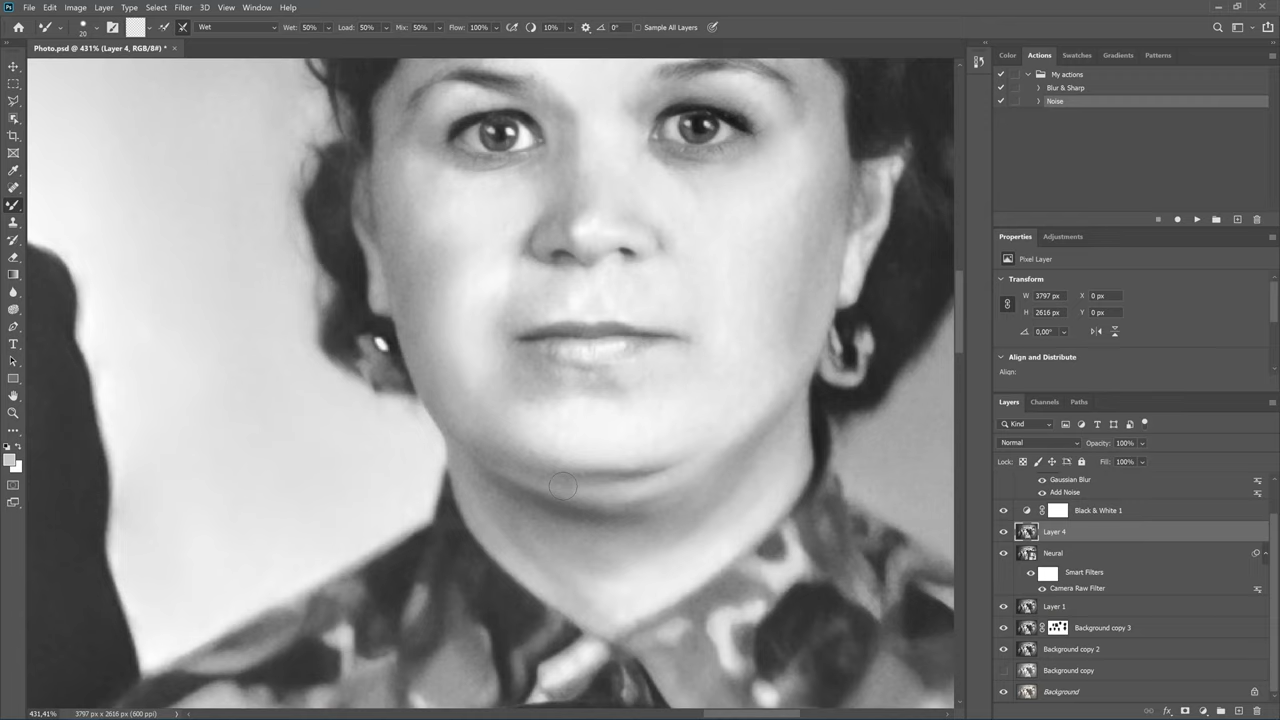 File Edit Image Layer Type Select Filter 3D View Window Help
20 Wet Wet: 50% Load: 50% Mix: 50% Flow: 100% 10% 0° Sample All Layers
Photo.psd @ 431% (Layer 4, RGB/8#) *
Color Actions Swatches Gradients Patterns
My actions
Blur & Sharp
Noise
Properties Adjustments
Pixel Layer
Transform
W 3797 px X 0 px
H 2616 px Y 0 px
0,00°
Align and Distribute
Align:
Layers Channels Paths
Kind
Normal Opacity: 100%
Lock: Fill: 100%
Gaussian Blur
Add Noise
Black & White 1
Layer 4
Neural
Smart Filters
Camera Raw Filter
Layer 1
Background copy 3
Background copy 2
Background copy
Background
431,41% 3797 px x 2616 px (600 ppi)